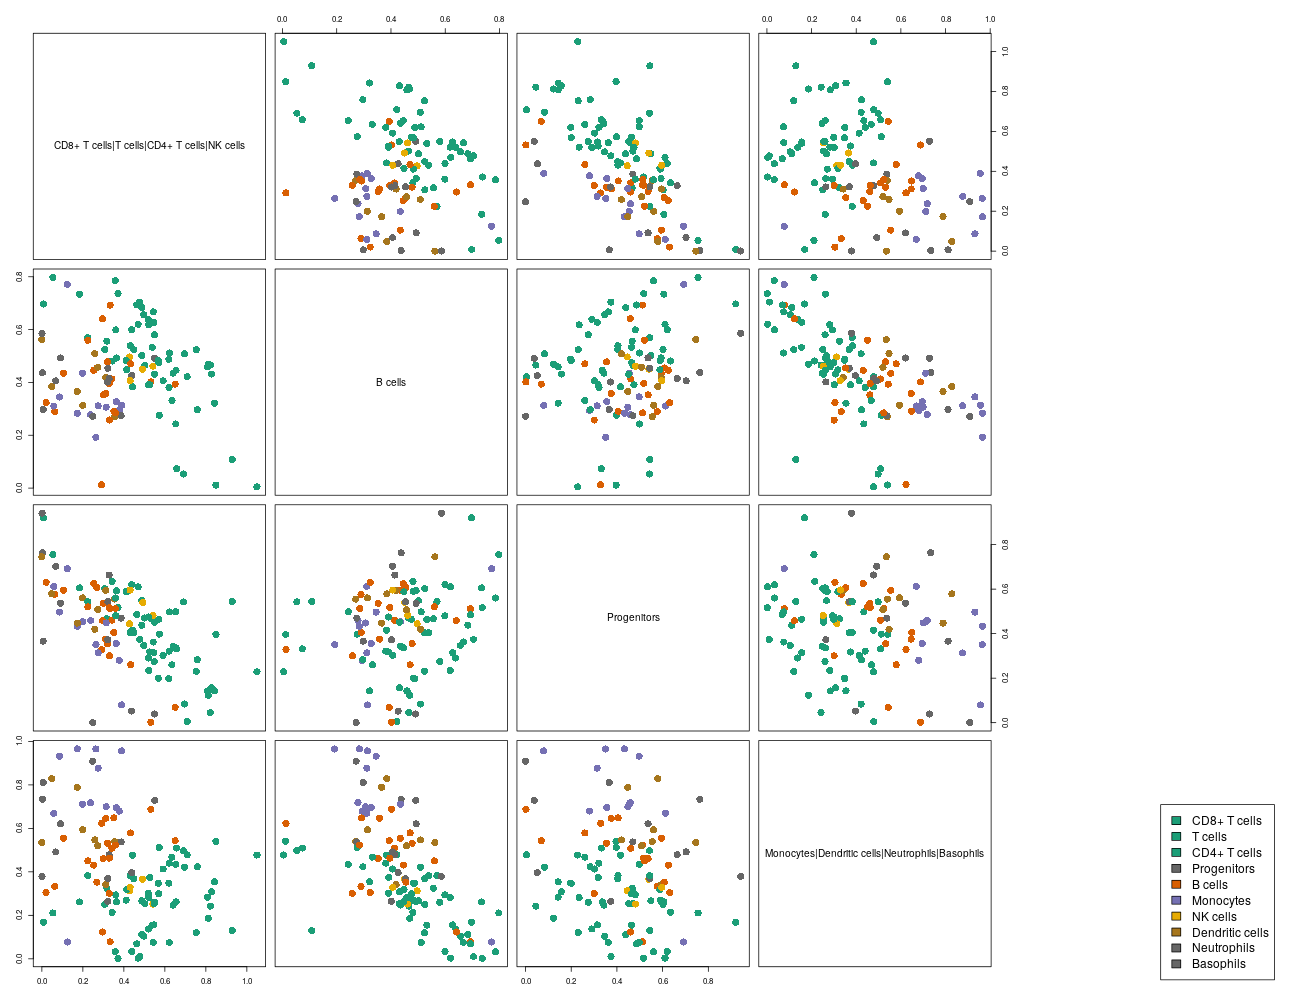 0.0 0.2 0.4 0.6 0.8
0.0 0.2 0.4 0.6 0.8 1.0
CD8+ T cells|T cells|CD4+ T cells|NK cells
0.0 0.2 0.4 0.6 0.8 1.0
0.0 0.2 0.4 0.6 0.8
B cells
Progenitors
0.0 0.2 0.4 0.6 0.8
0.0 0.2 0.4 0.6 0.8 1.0
Monocytes|Dendritic cells|Neutrophils|Basophils
0.0 0.2 0.4 0.6 0.8 1.0
0.0 0.2 0.4 0.6 0.8
CD8+ T cells
T cells
CD4+ T cells
Progenitors
B cells
Monocytes
NK cells
Dendritic cells
Neutrophils
Basophils